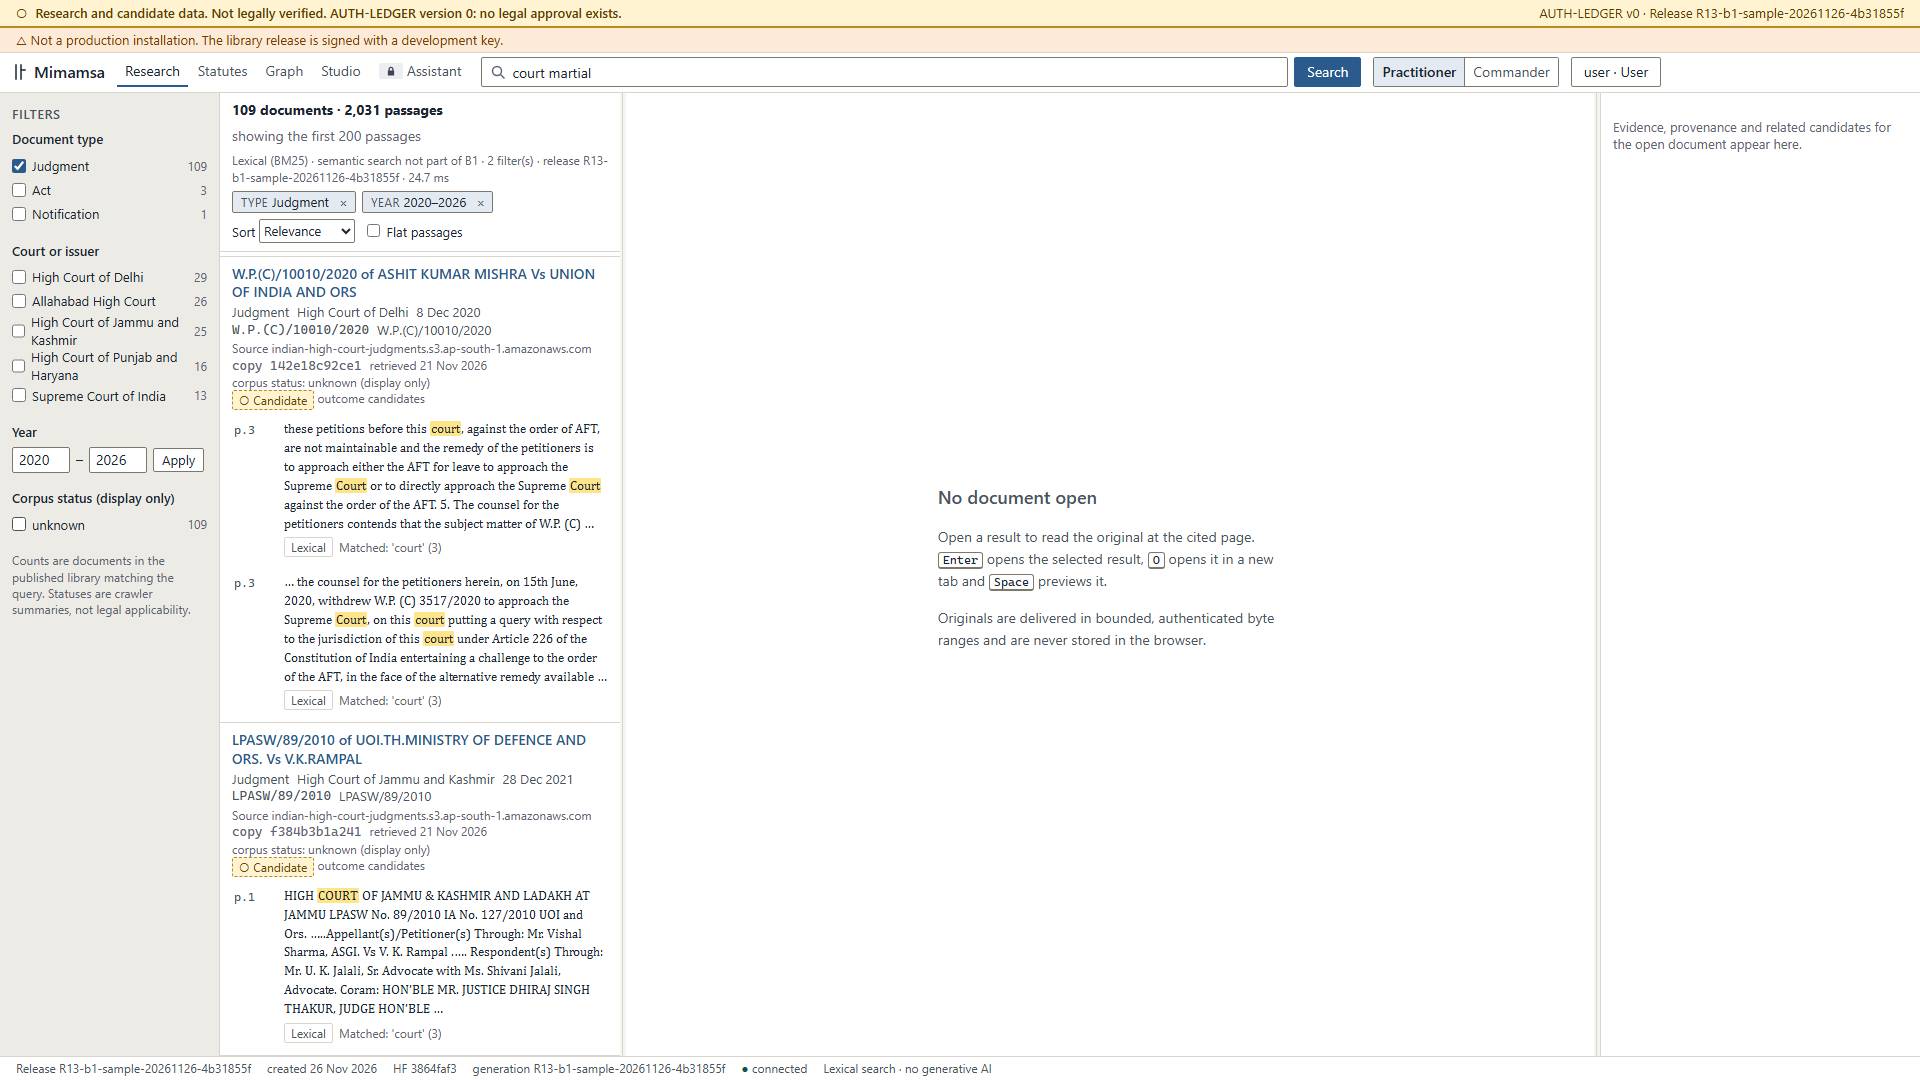 Research and candidate data. Not legally verified. AUTH-LEDGER version 0: no legal approval exists.
AUTH-LEDGER v0 · Release R13-b1-sample-20261126-4b31855f
⚠ Not a production installation. The library release is signed with a development key.
Mimamsa
Research
Statutes
Graph
Studio
Assistant
court martial
Search
Practitioner
Commander
user · User
FILTERS
Document type
Judgment 109
Act 3
Notification 1
Court or issuer
High Court of Delhi 29
Allahabad High Court 26
High Court of Jammu and
Kashmir 25
High Court of Punjab and
Haryana 16
Supreme Court of India 13
Year
2020 – 2026 Apply
Corpus status (display only)
unknown 109
Counts are documents in the
published library matching the
query. Statuses are crawler
summaries, not legal applicability.
109 documents · 2,031 passages
showing the first 200 passages
Lexical (BM25) · semantic search not part of B1 · 2 filter(s) · release R13-
b1-sample-20261126-4b31855f · 24.7 ms
TYPE Judgment ×
YEAR 2020–2026 ×
Sort Relevance
Flat passages
W.P.(C)/10010/2020 of ASHIT KUMAR MISHRA Vs UNION
OF INDIA AND ORS
Judgment High Court of Delhi 8 Dec 2020
W.P.(C)/10010/2020 W.P.(C)/10010/2020
Source indian-high-court-judgments.s3.ap-south-1.amazonaws.com
copy 142e18c92ce1 retrieved 21 Nov 2026
corpus status: unknown (display only)
Candidate outcome candidates
p.3 these petitions before this court, against the order of AFT,
are not maintainable and the remedy of the petitioners is
to approach either the AFT for leave to approach the
Supreme Court or to directly approach the Supreme Court
against the order of the AFT. 5. The counsel for the
petitioners contends that the subject matter of W.P. (C) ...
Lexical Matched: 'court' (3)
p.3 ... the counsel for the petitioners herein, on 15th June,
2020, withdrew W.P. (C) 3517/2020 to approach the
Supreme Court, on this court putting a query with respect
to the jurisdiction of this court under Article 226 of the
Constitution of India entertaining a challenge to the order
of the AFT, in the face of the alternative remedy available ...
Lexical Matched: 'court' (3)
LPASW/89/2010 of UOI.TH.MINISTRY OF DEFENCE AND
ORS. Vs V.K.RAMPAL
Judgment High Court of Jammu and Kashmir 28 Dec 2021
LPASW/89/2010 LPASW/89/2010
Source indian-high-court-judgments.s3.ap-south-1.amazonaws.com
copy f384b3b1a241 retrieved 21 Nov 2026
corpus status: unknown (display only)
Candidate outcome candidates
p.1 HIGH COURT OF JAMMU & KASHMIR AND LADAKH AT
JAMMU LPASW No. 89/2010 IA No. 127/2010 UOI and
Ors. .....Appellant(s)/Petitioner(s) Through: Mr. Vishal
Sharma, ASGI. Vs V. K. Rampal ..... Respondent(s) Through:
Mr. U. K. Jalali, Sr. Advocate with Ms. Shivani Jalali,
Advocate. Coram: HON'BLE MR. JUSTICE DHIRAJ SINGH
THAKUR, JUDGE HON'BLE ...
Lexical Matched: 'court' (3)
No document open
Open a result to read the original at the cited page.
Enter opens the selected result, O opens it in a new
tab and Space previews it.
Originals are delivered in bounded, authenticated byte
ranges and are never stored in the browser.
Evidence, provenance and related candidates for
the open document appear here.
Release R13-b1-sample-20261126-4b31855f created 26 Nov 2026 HF 3864faf3 generation R13-b1-sample-20261126-4b31855f ● connected Lexical search · no generative AI